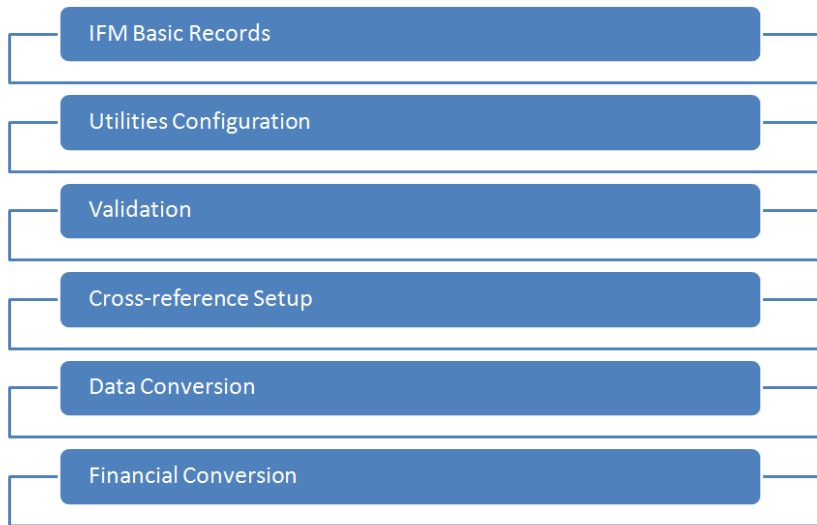 IFM Basic Records
Utilities Configuration
Validation
Cross-reference Setup
Data Conversion
Financial Conversion